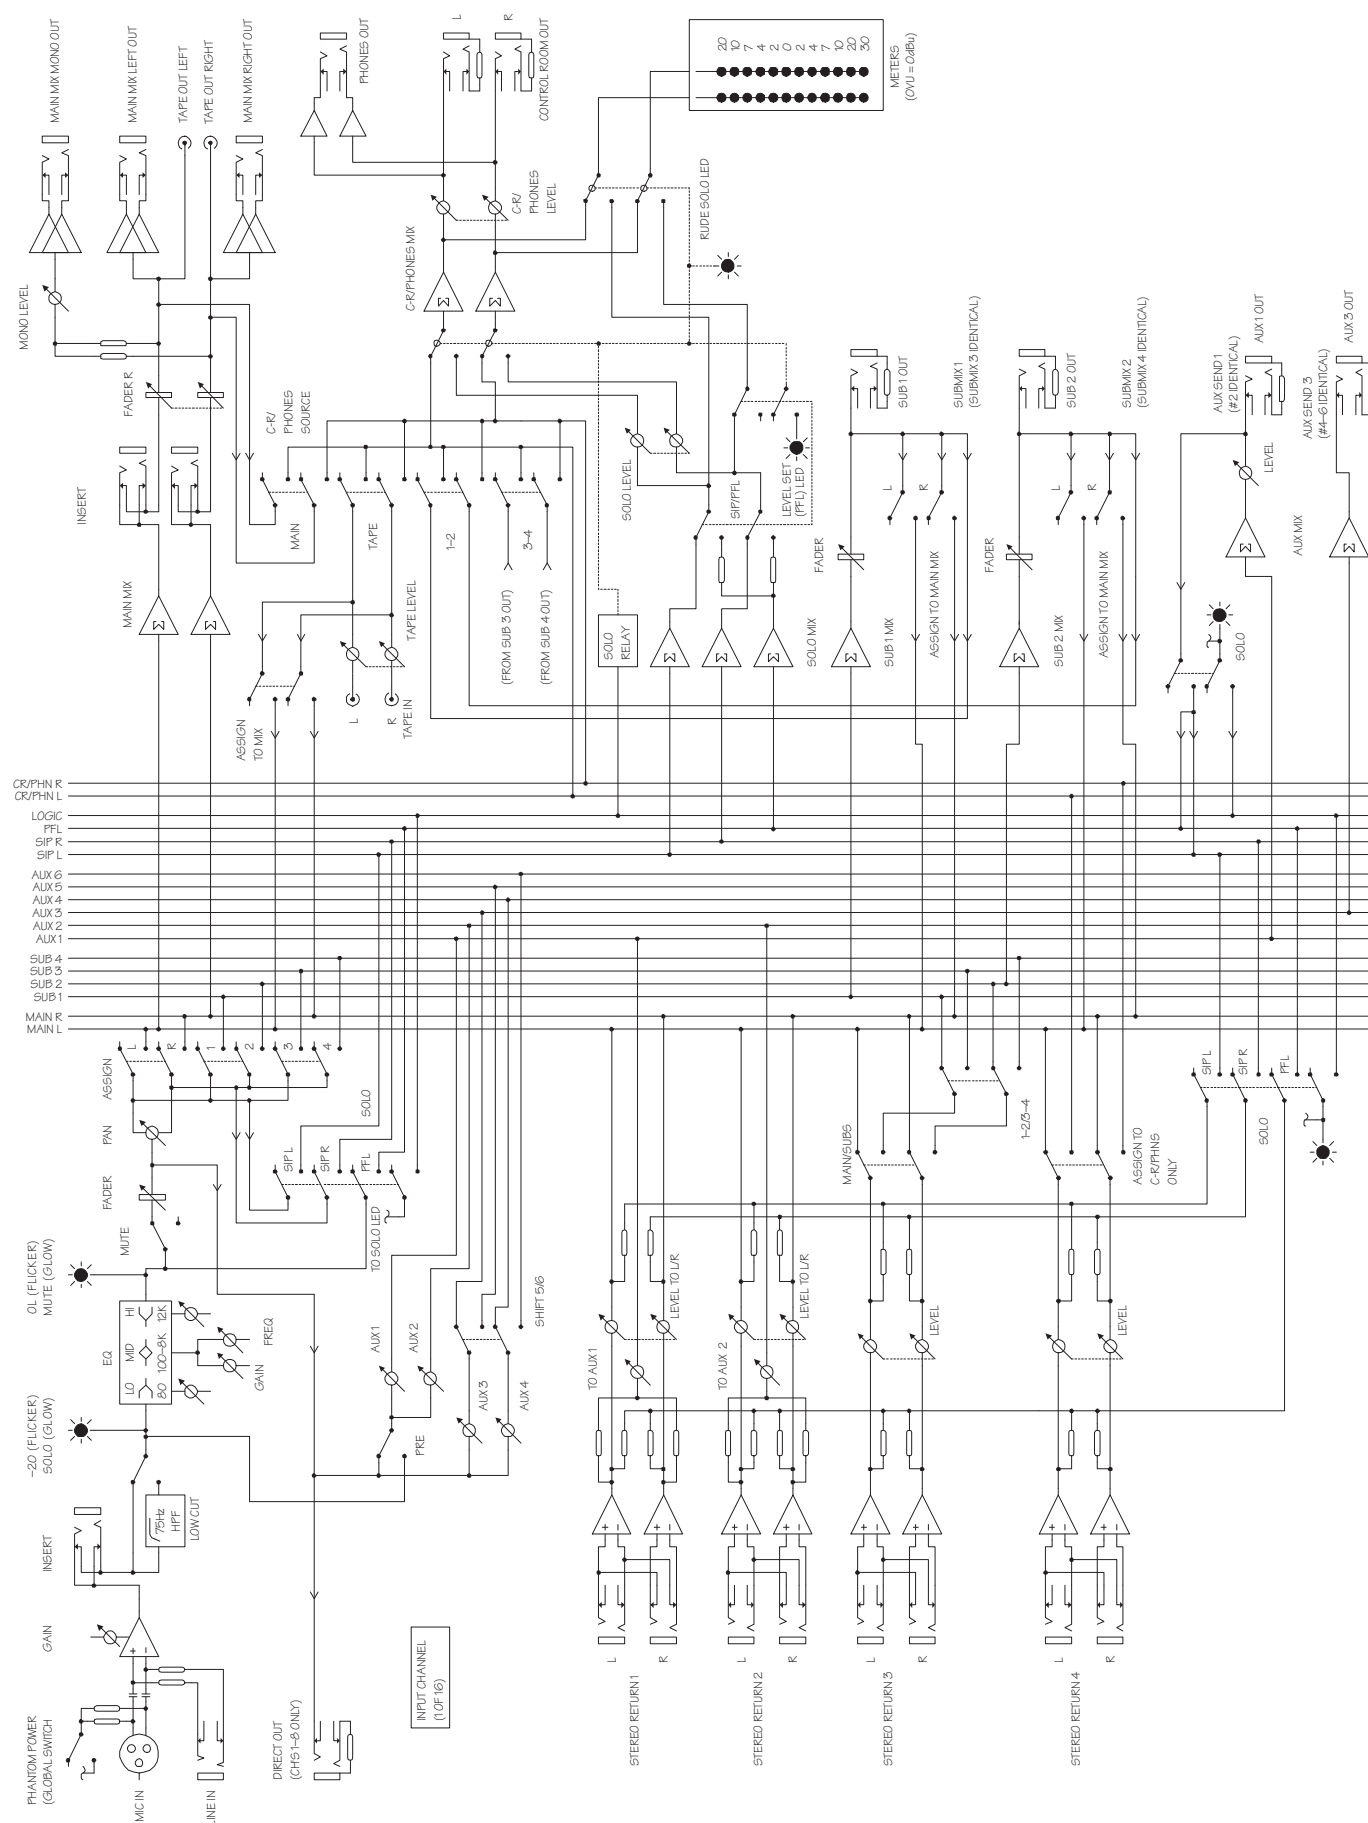 MAIN MIX MONO OUT
MAIN MIX LEFT OUT
TAPE OUT LEFT
TAPE OUT RIGHT
MAIN MIX RIGHT OUT
PHONES OUT
L
R
CONTROL ROOM OUT
20
10
7
4
2
0
2
4
7
10
20
30
METERS
(0VU = 0dBu)
MONO LEVEL
FADER R
C-R/
PHONES
SOURCE
C-R/PHONES MIX
C-R/
PHONES
LEVEL
RUDE SOLO LED
INSERT
MAIN
TAPE
1–2
3–4
SOLO LEVEL
SIP/PFL
LEVEL SET
(PFL) LED
SUB 1 OUT
SUBMIX 1
(SUBMIX 3 IDENTICAL)
SUB 2 OUT
SUBMIX 2
(SUBMIX 4 IDENTICAL)
AUX SEND 1
(#2 IDENTICAL)
AUX 1 OUT
AUX SEND 3
(#4–6 IDENTICAL)
AUX 3 OUT
LEVEL
L
R
L
R
MAIN MIX
Σ
Σ
Σ
Σ
TAPE LEVEL
(FROM SUB 3 OUT)
(FROM SUB 4 OUT)
SOLO
RELAY
Σ
Σ
Σ
SOLO MIX
FADER
Σ
SUB 1 MIX
ASSIGN TO MAIN MIX
FADER
Σ
SUB 2 MIX
ASSIGN TO MAIN MIX
Σ
AUX MIX
Σ
SOLO
ASSIGN
TO MIX
L
R
TAPE IN
CR/PHN R
CR/PHN L
LOGIC
PFL
SIP R
SIP L
AUX 6
AUX 5
AUX 4
AUX 3
AUX 2
AUX 1
SUB 4
SUB 3
SUB 2
SUB 1
MAIN R
MAIN L
ASSIGN
L
R
1
2
3
4
PAN
FADER
MUTE
SIP L
SIP R
PFL
SOLO
TO SOLO LED
OL (FLICKER)
MUTE (GLOW)
EQ
LO
MID
HI
80
100–8K
12K
FREQ
GAIN
–20 (FLICKER)
SOLO (GLOW)
AUX 1
AUX 2
AUX 3
AUX 4
SHIFT 5/6
PRE
TO AUX 1
LEVEL TO L/R
TO AUX 2
LEVEL TO L/R
MAIN/SUBS
1–2/3–4
LEVEL
ASSIGN TO
C-R/PHNS
ONLY
LEVEL
SIP L
SIP R
PFL
SOLO
INSERT
75Hz
HPF
LOW CUT
GAIN
+
–
+
–
+
–
+
–
+
–
+
–
+
–
+
–
+
–
PHANTOM POWER
(GLOBAL SWITCH)
MIC IN
LINE IN
DIRECT OUT
(CH'S 1–8 ONLY)
INPUT CHANNEL
(1 OF 16)
L
R
STEREO RETURN 1
L
R
STEREO RETURN 2
L
R
STEREO RETURN 3
L
R
STEREO RETURN 4